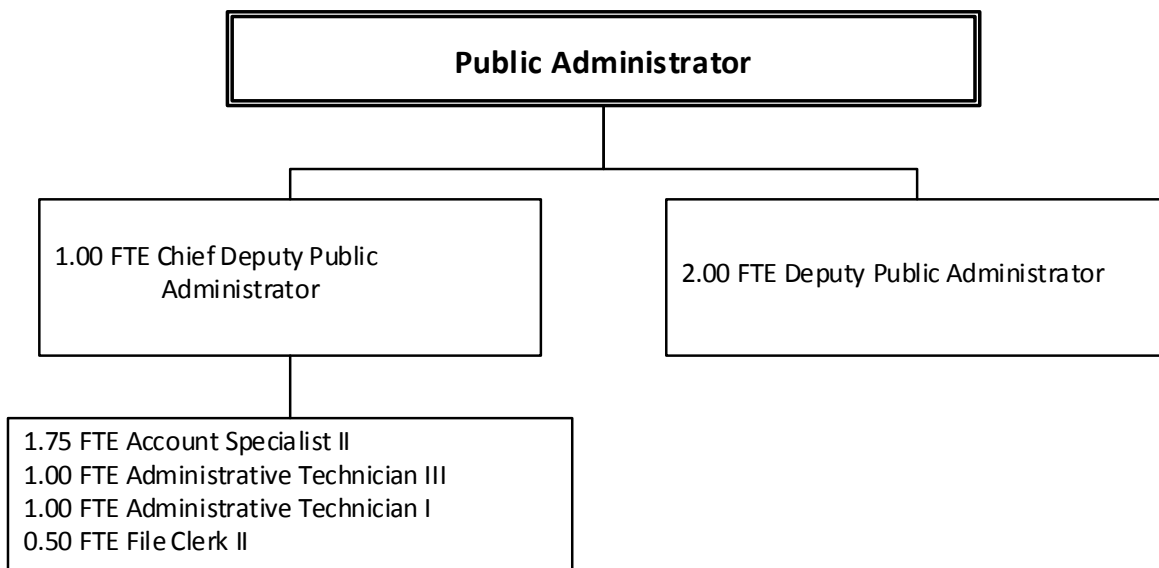 Public Administrator
1.00 FTE Chief Deputy Public
Administrator
2.00 FTE Deputy Public Administrator
1.75 FTE Account Specialist II
1.00 FTE Administrative Technician III
1.00 FTE Administrative Technician I
0.50 FTE File Clerk II